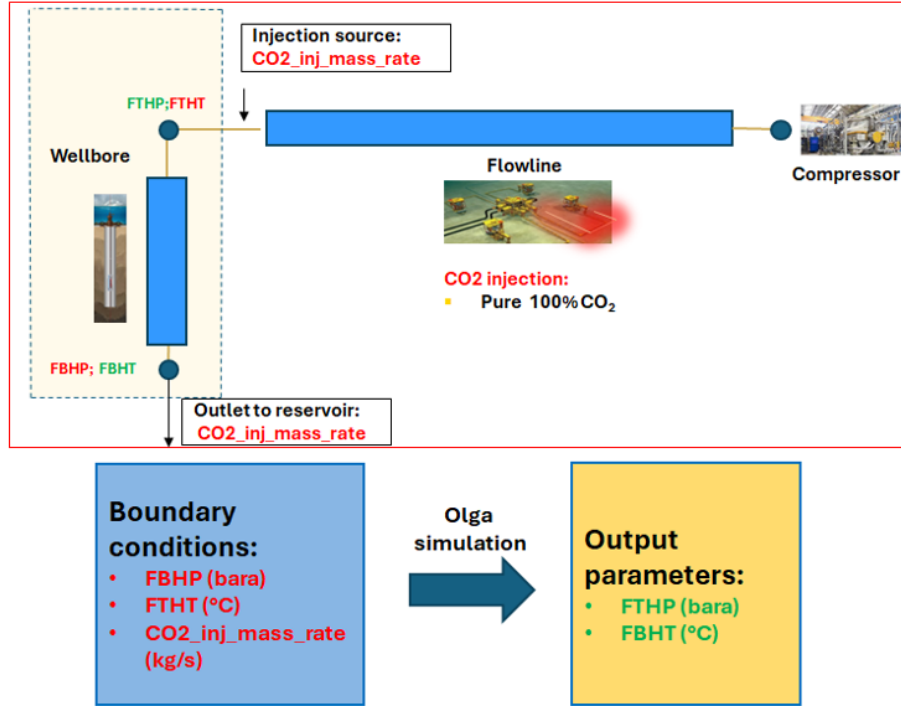 Injection source:
CO2_inj_mass_rate
FTHP;FTHT
Wellbore
Flowline
Compressor
CO2 injection:
▪ Pure 100% CO₂
FBHP; FBHT
Outlet to reservoir:
CO2_inj_mass_rate
Boundary
conditions:
• FBHP (bara)
• FTHT (°C)
• CO2_inj_mass_rate
(kg/s)
Olga
simulation
Output
parameters:
• FTHP (bara)
• FBHT (°C)